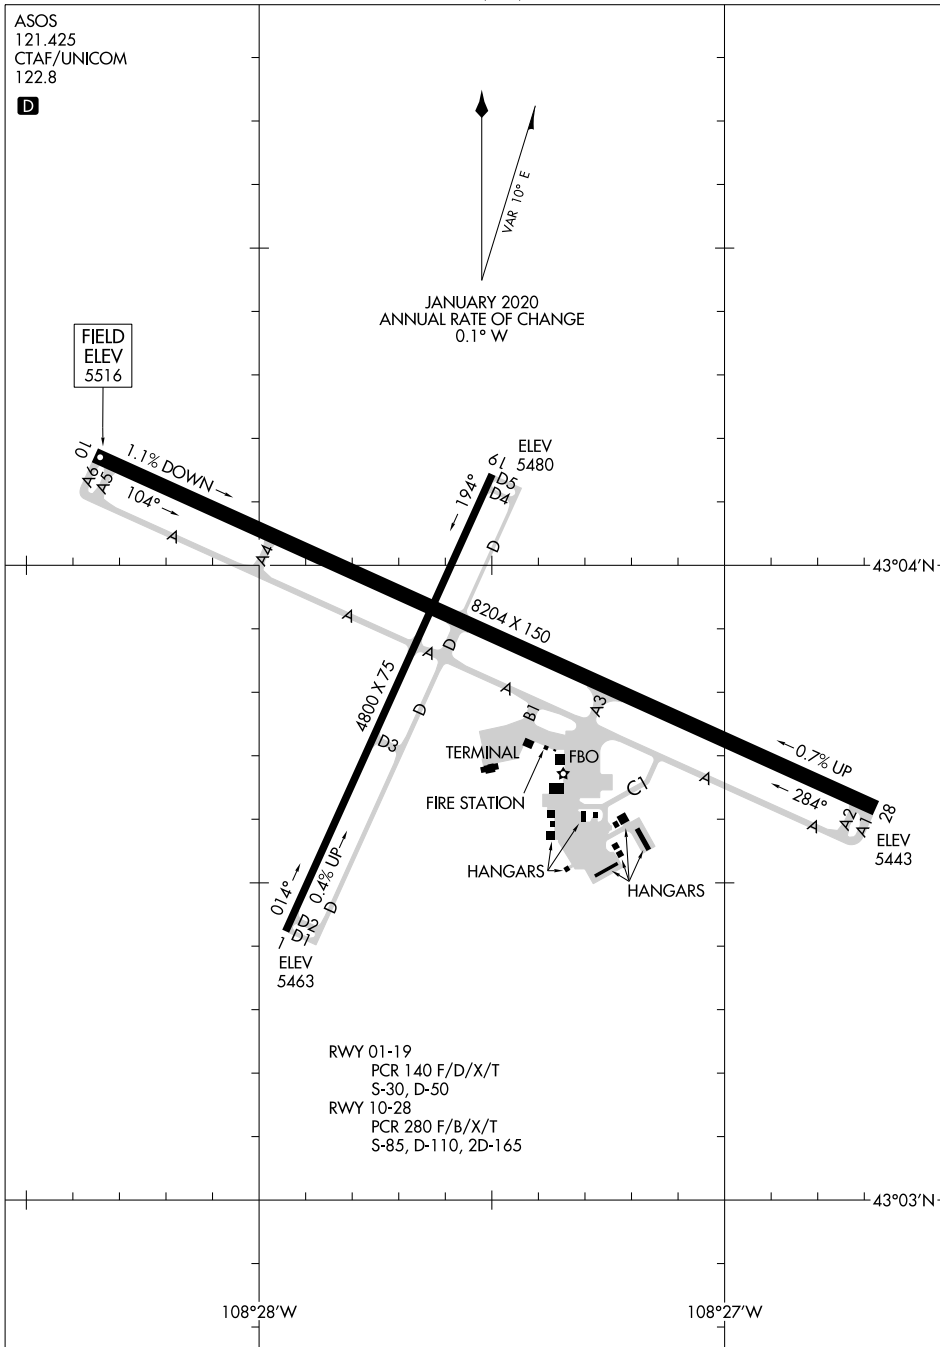 ASOS
121.425
CTAF/UNICOM
122.8
D
VAR 10° E
JANUARY 2020
ANNUAL RATE OF CHANGE
0.1° W
FIELD
ELEV
5516
10
1.1% DOWN
104°
A6
A5
A
A4
A
A
19
ELEV
5480
D5
D4
194°
D
43°04'N
8204 X 150
D
A
4800 X 75
D
D3
B1
A3
TERMINAL
FBO
FIRE STATION
C1
A
0.7% UP
284°
A
A2
A1
28
ELEV
5443
HANGARS
HANGARS
014°
0.4% UP
D
D2
D1
1
ELEV
5463
RWY 01-19
PCR 140 F/D/X/T
S-30, D-50
RWY 10-28
PCR 280 F/B/X/T
S-85, D-110, 2D-165
43°03'N
108°28'W
108°27'W